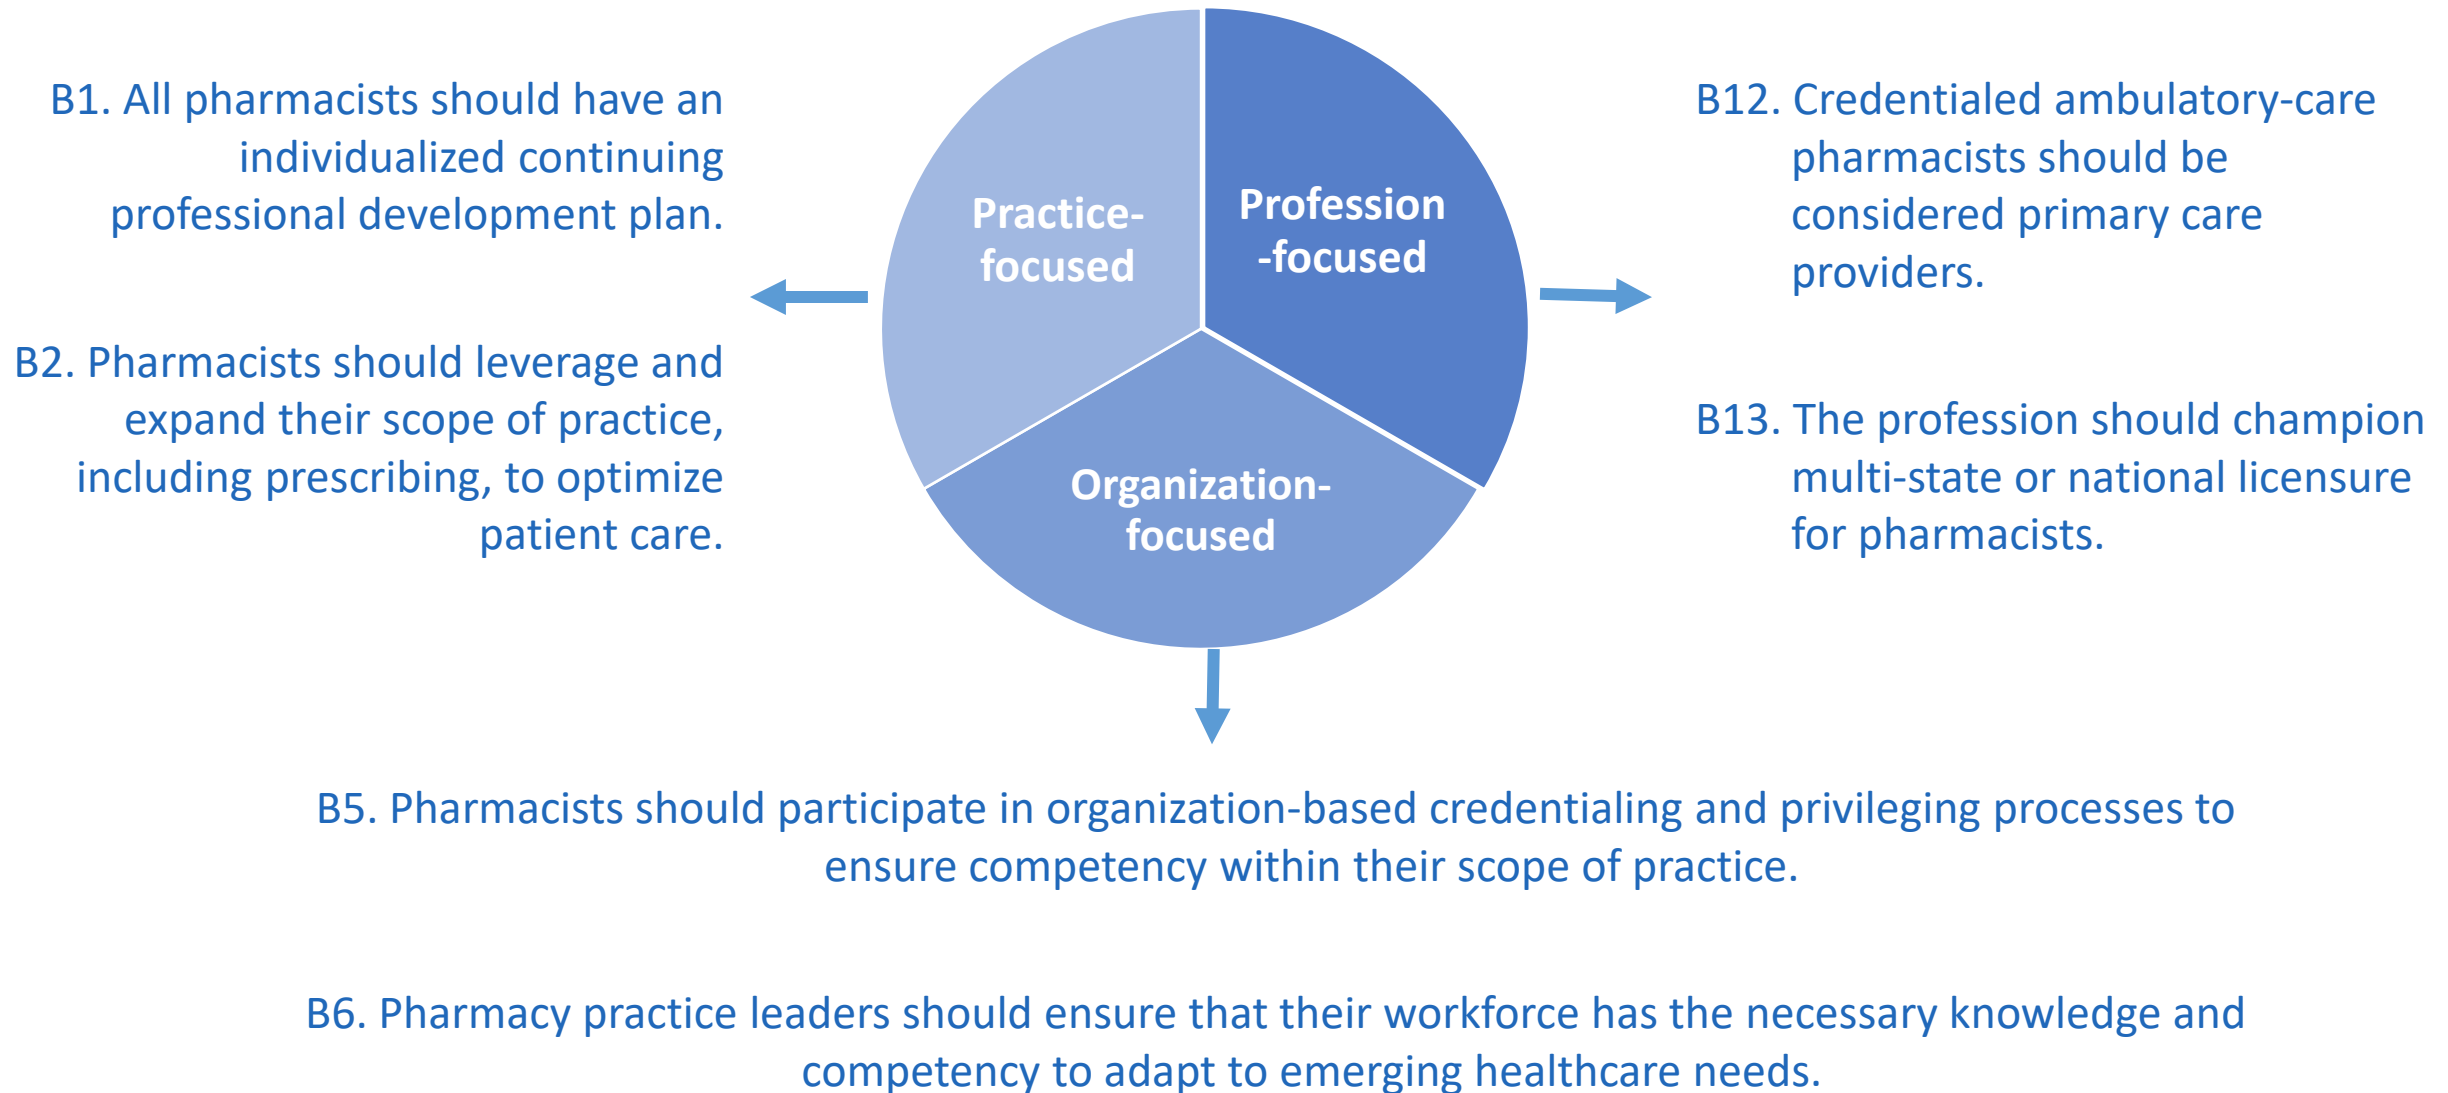 B1. All pharmacists should have an
individualized continuing
professional development plan.
B2. Pharmacists should leverage and
expand their scope of practice,
including prescribing, to optimize
patient care.
Practice-
focused
Profession
-focused
Organization-
focused
B12. Credentialed ambulatory-care
pharmacists should be
considered primary care
providers.
B13. The profession should champion
multi-state or national licensure
for pharmacists.
B5. Pharmacists should participate in organization-based credentialing and privileging processes to
ensure competency within their scope of practice.
B6. Pharmacy practice leaders should ensure that their workforce has the necessary knowledge and
competency to adapt to emerging healthcare needs.